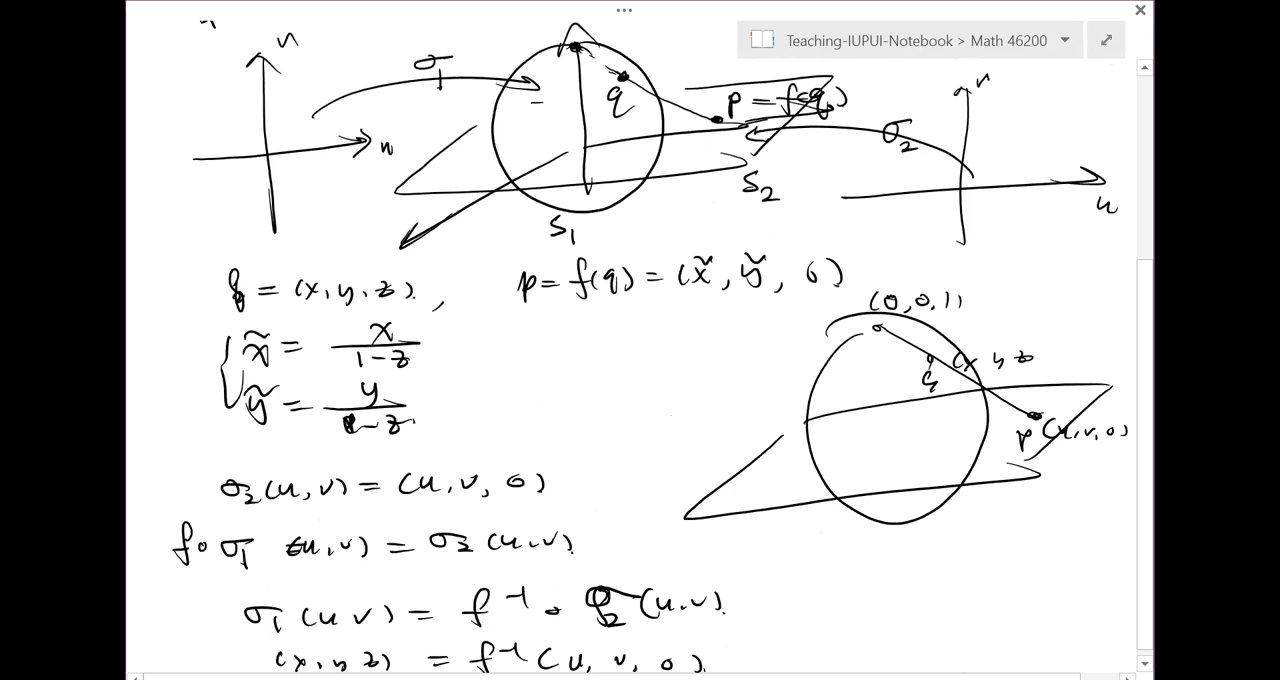 Teaching-IUPUI-Notebook > Math 46200
σ₁
u
q
p = f(q)
σ₂
S₁
S₂
u
q = (x, y, z), p = f(q) = (x̃, ỹ, 0)
(0, 0, 1)
x̃ = x / (1-z)
(x y z
q
ỹ = y / (1-z)
p (u, v, 0)
σ₂(u, v) = (u, v, 0)
f∘σ₁ (u, v) = σ₂(u, v)
σ₁(u v) = f⁻¹ ∘ σ₂(u, v)
(x, y z) = f⁻¹(u, v, 0)